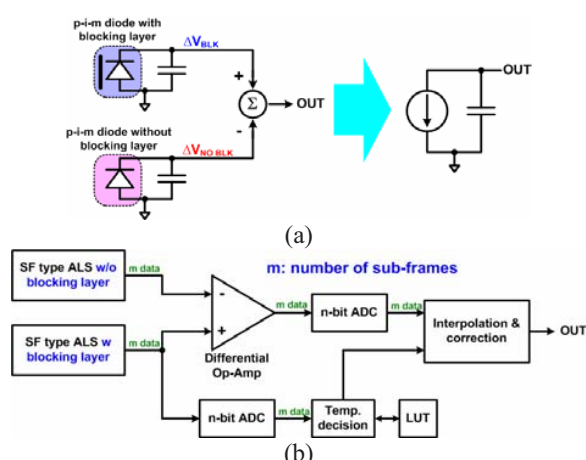 p-i-m diode with
blocking layer
ΔV_BLK
+
Σ
OUT
OUT
p-i-m diode without
blocking layer
-
ΔV_NO BLK
(a)
SF type ALS w/o
blocking layer
m data
m: number of sub-frames
-
+
Differential
Op-Amp
m data
n-bit ADC
m data
Interpolation &
correction
OUT
SF type ALS w
blocking layer
m data
n-bit ADC
m data
Temp.
decision
LUT
(b)